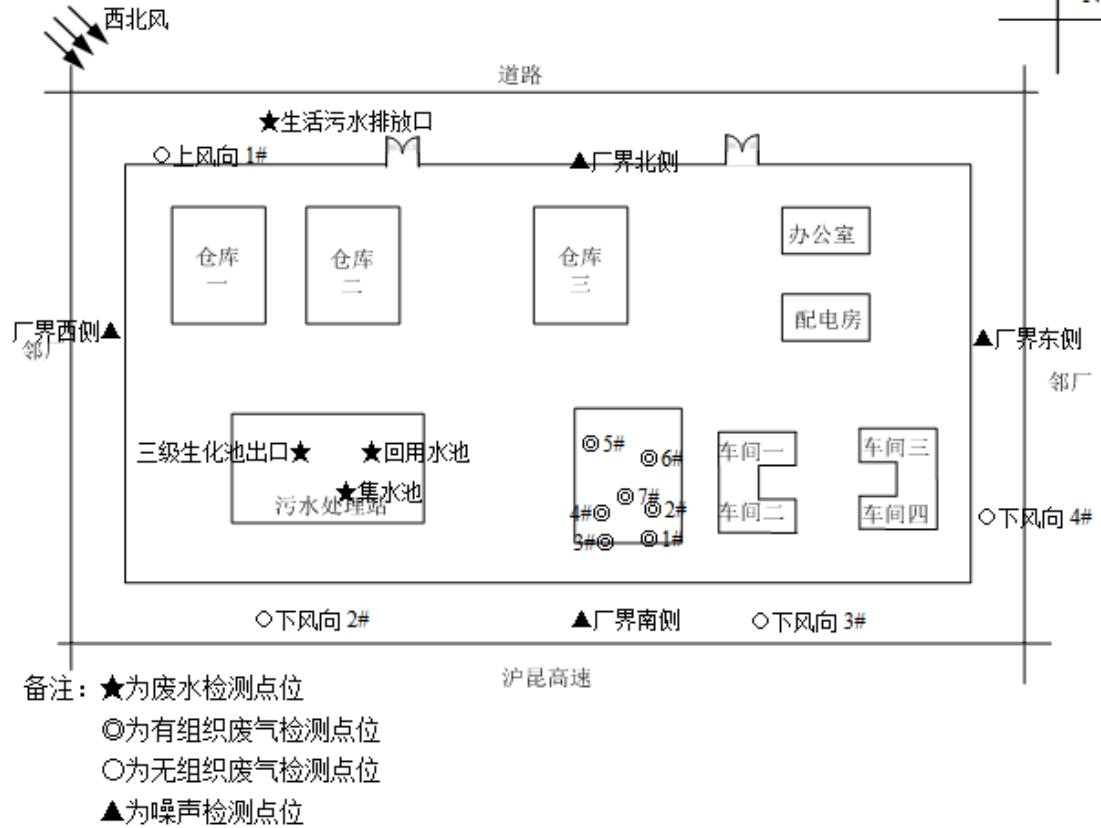 西北风
道路
★生活污水排放口
○上风向 1#
▲厂界北侧
仓库
一
仓库
二
仓库
三
办公室
配电房
厂界西侧▲
邻厂
▲厂界东侧
邻厂
三级生化池出口★
★回用水池
★集水池
污水处理站
◎5#
◎6#
◎7#
4#◎
◎2#
3#◎
◎1#
车间一
车间二
车间三
车间四
○下风向 4#
○下风向 2#
▲厂界南侧
○下风向 3#
沪昆高速
备注：★为废水检测点位
◎为有组织废气检测点位
○为无组织废气检测点位
▲为噪声检测点位